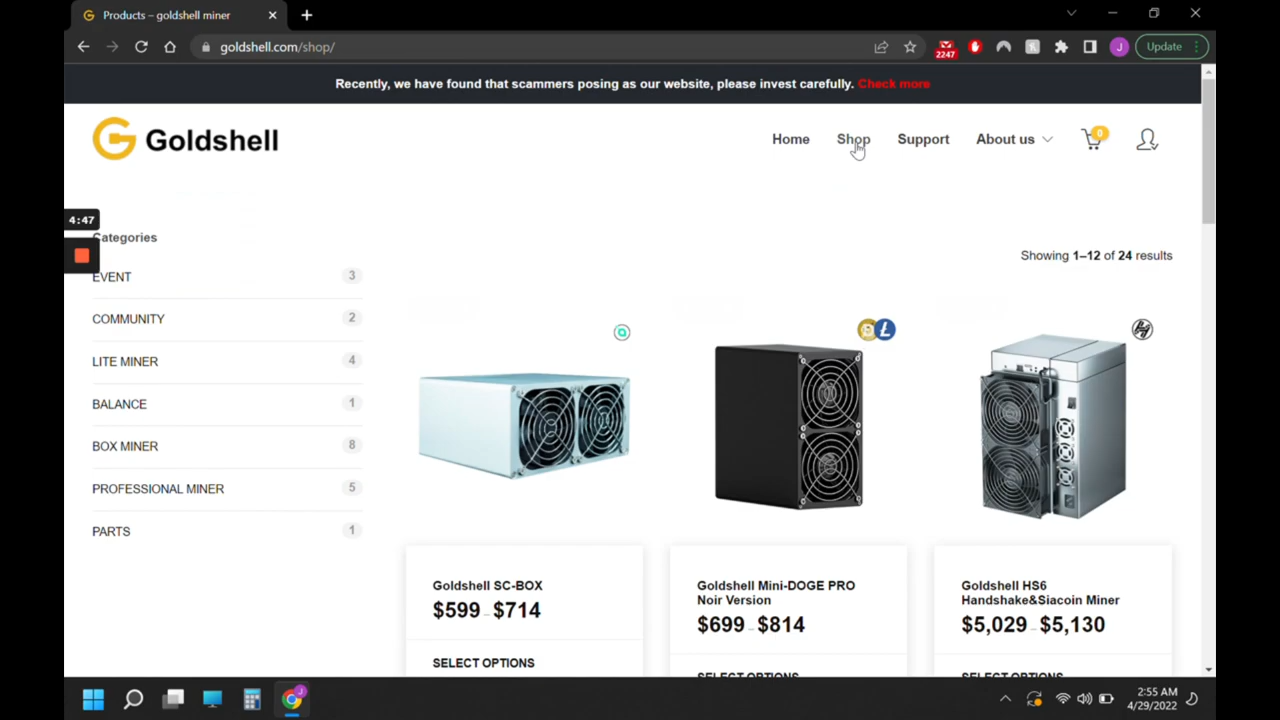 Products – goldshell miner
goldshell.com/shop/
2247
J
Update
Recently, we have found that scammers posing as our website, please invest carefully. Check more
Goldshell
Home Shop Support About us 0
4:47
Categories
Showing 1–12 of 24 results
EVENT 3
COMMUNITY 2
LITE MINER 4
BALANCE 1
BOX MINER 8
PROFESSIONAL MINER 5
PARTS 1
Goldshell SC-BOX
$599 – $714
SELECT OPTIONS
Goldshell Mini-DOGE PRO
Noir Version
$699 – $814
SELECT OPTIONS
Goldshell HS6
Handshake&Siacoin Miner
$5,029 – $5,130
SELECT OPTIONS
J
2:55 AM
4/29/2022